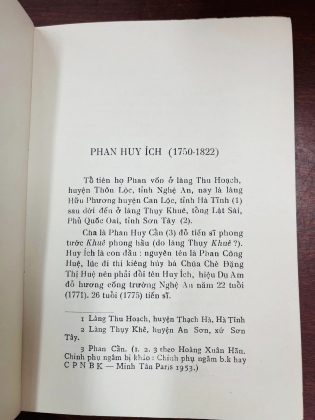 PHAN HUY ÍCH (1750-1822)
Tổ tiên họ Phan vốn ở làng Thu Hoạch,
huyện Thôn Lộc, tỉnh Nghệ An, nay là làng
Hữu Phương huyện Can Lộc, tỉnh Hà Tĩnh (1)
sau dời đến ở làng Thụy Khuê, tổng Lật Sài,
Phủ Quốc Oai, tỉnh Sơn Tây (2).
Cha là Phan Huy Cẩn (3) đỗ tiến sĩ phong
tước Khuê phong hầu (do làng Thụy Khuê ?).
Huy Ích là con đầu : nguyên tên là Phan Công
Huệ, lúc đi thi kiêng húy bà Chúa Chè Đặng
Thị Huệ nên phải đổi tên Huy Ích, hiệu Dụ Am
đỗ hương cống trường Nghệ An năm 22 tuổi
(1771). 26 tuổi (1775) tiến sĩ.
1 Làng Thu Hoạch, huyện Thạch Hà, Hà Tĩnh
2 Làng Thụy Khê, huyện An Sơn, xứ Sơn
Tây.
3 Phan Cẩn. (1. 2. 3 theo Hoàng Xuân Hãn.
Chinh phụ ngâm bị khảo : Chinh phụ ngâm b.k hay
C P N B K — Minh Tân Paris 1953.)